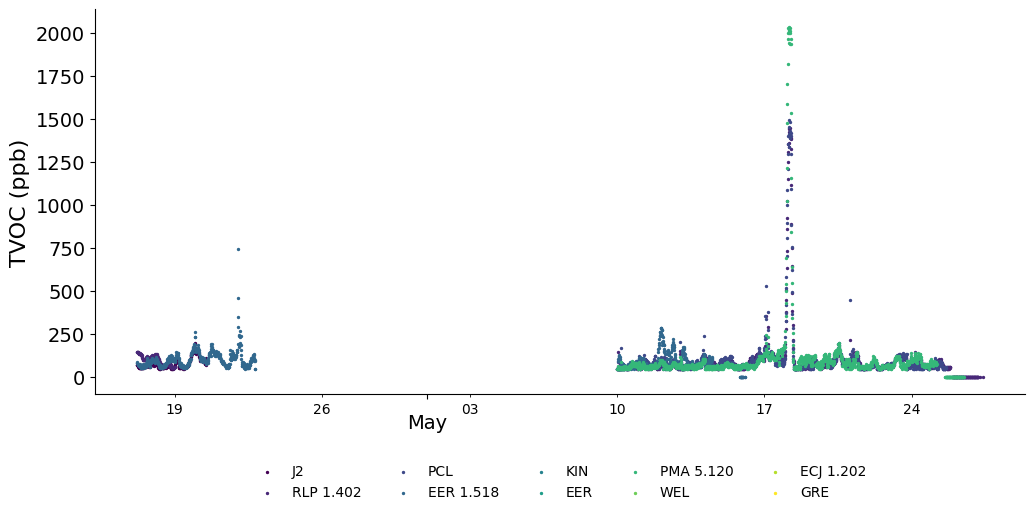 2000
1750
1500
1250
1000
750
500
250
0
TVOC (ppb)
19 26 03 10 17 24
May
J2 PCL KIN PMA 5.120 ECJ 1.202
RLP 1.402 EER 1.518 EER WEL GRE